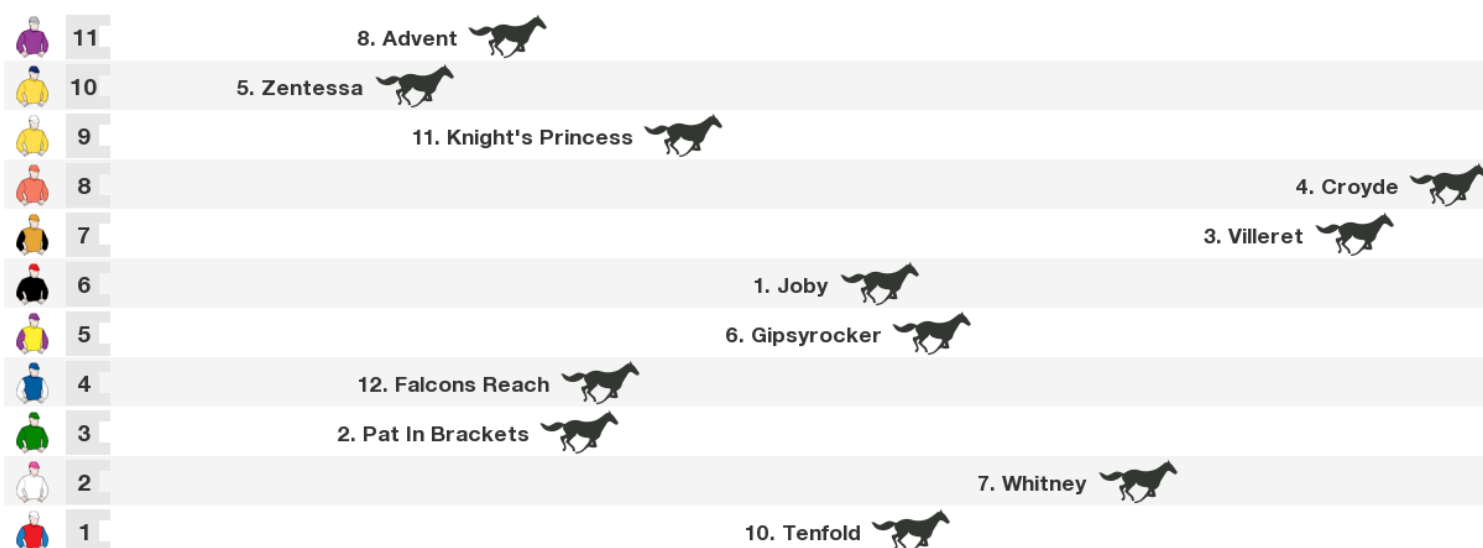 11 8. Advent
10 5. Zentessa
9 11. Knight's Princess
8 4. Croyde
7 3. Villeret
6 1. Joby
5 6. Gipsyrocker
4 12. Falcons Reach
3 2. Pat In Brackets
2 7. Whitney
1 10. Tenfold